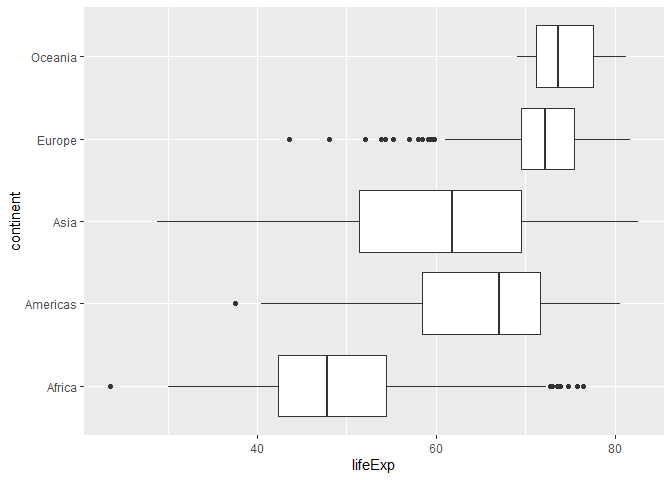 Oceania
Europe
Asia
Americas
Africa
continent
40 60 80
lifeExp